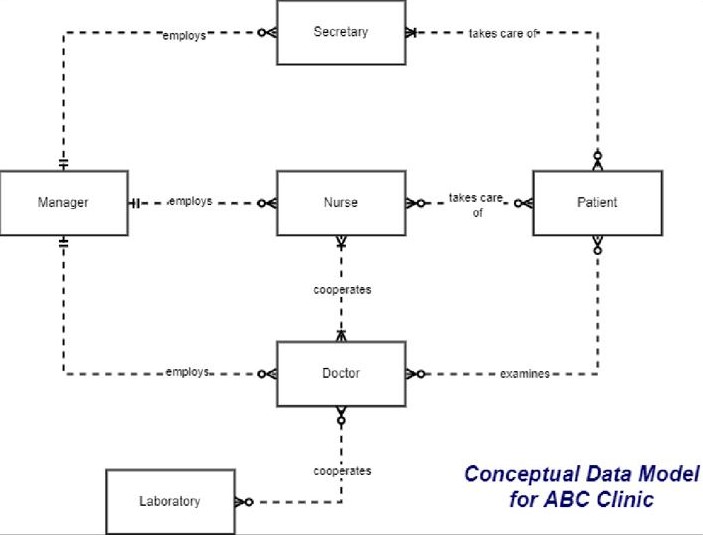 employs
Secretary
takes care of
Manager
employs
Nurse
takes care
of
Patient
cooperates
employs
Doctor
examines
cooperates
Laboratory
Conceptual Data Model
for ABC Clinic